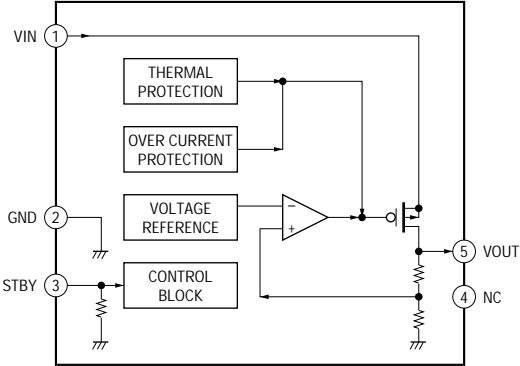 VIN 1
THERMAL
PROTECTION
OVER CURRENT
PROTECTION
GND 2
VOLTAGE
REFERENCE
−
+
STBY 3
CONTROL
BLOCK
5 VOUT
4 NC